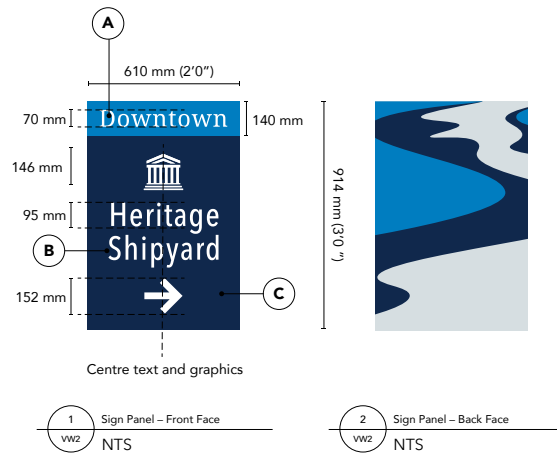 A
610 mm (2'0")
70 mm
Downtown
140 mm
146 mm
95 mm
Heritage
Shipyard
B
152 mm
C
914 mm (3'0 ")
Centre text and graphics
1
VW2
Sign Panel – Front Face
NTS
2
VW2
Sign Panel – Back Face
NTS